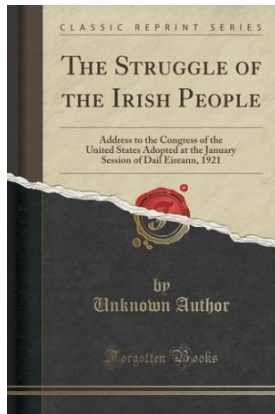 CLASSIC REPRINT SERIES
THE STRUGGLE OF
THE IRISH PEOPLE
Address to the Congress of the
United States Adopted at the January
Session of Dail Eireann, 1921
by
Unknown Author
Forgotten Books